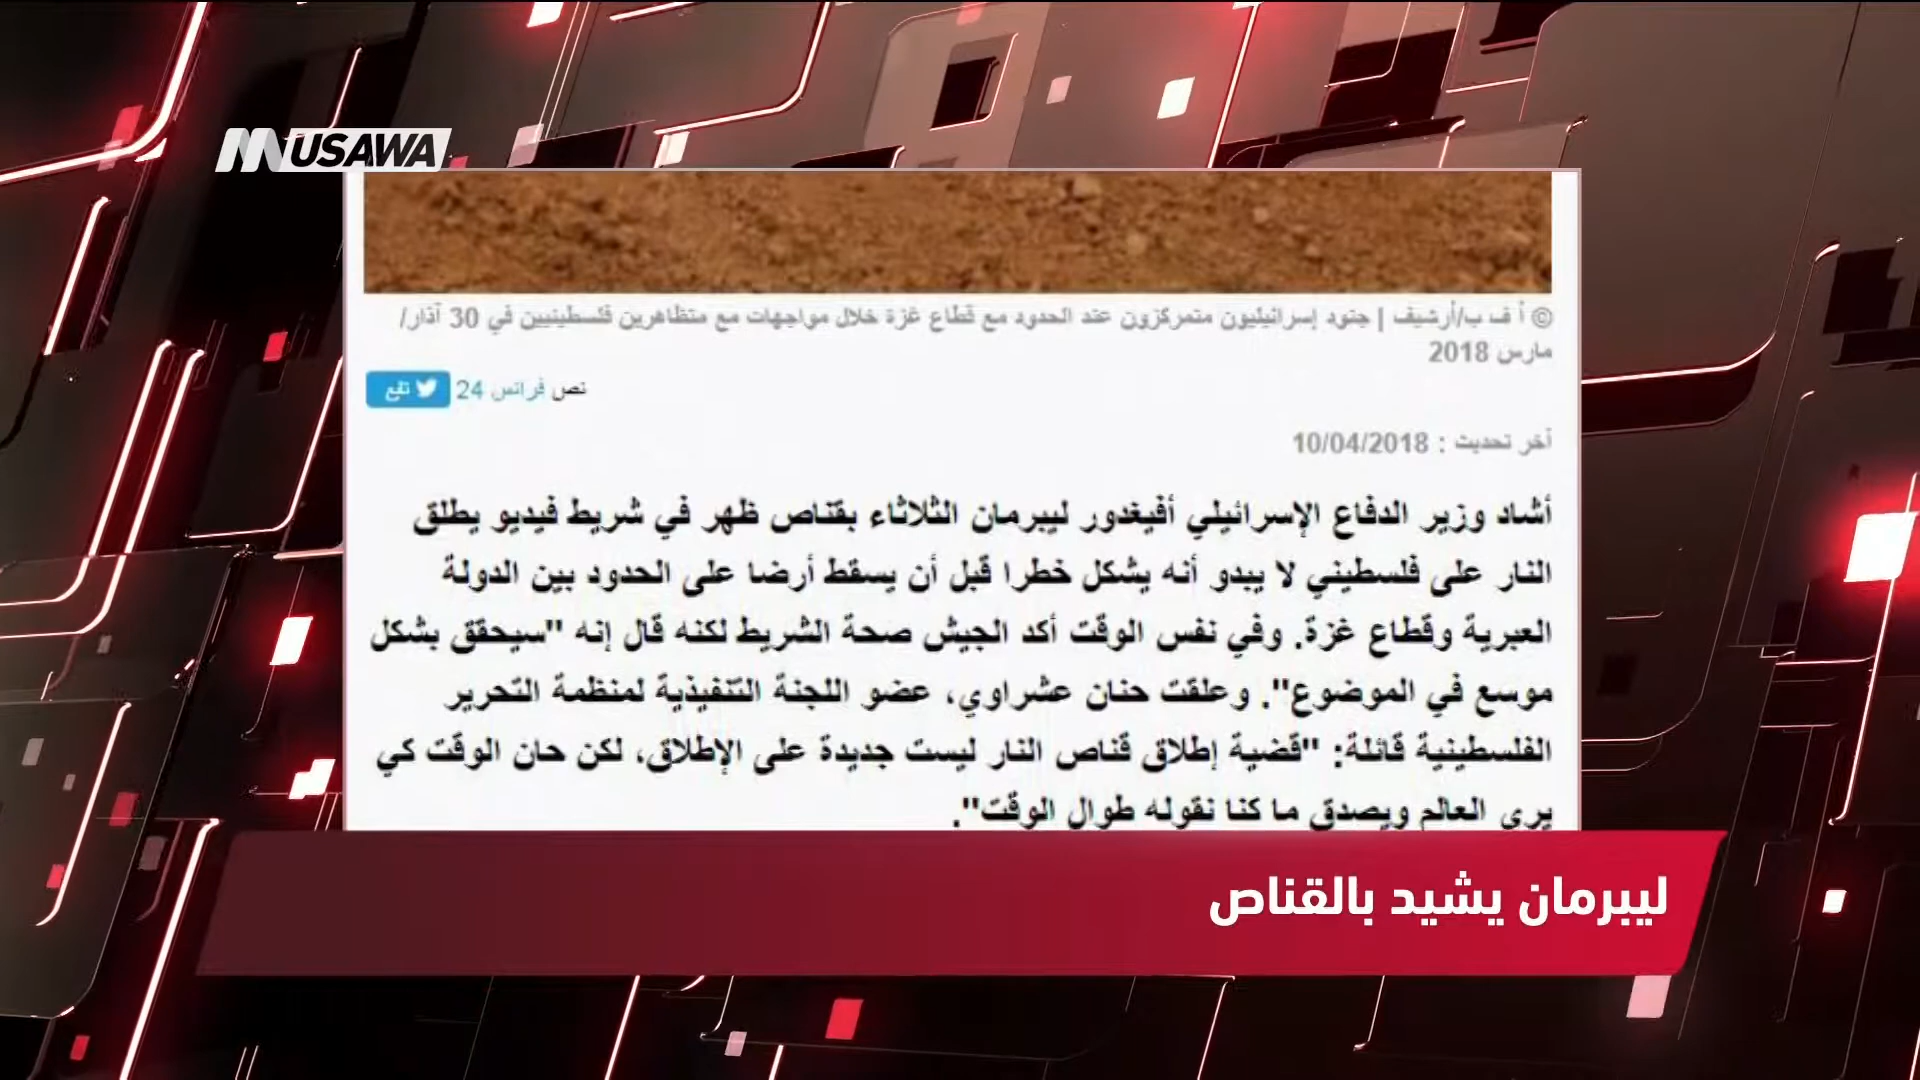 MUSAWA
© أ ف ب/أرشيف | جنود إسرائيليون متمركزون عند الحدود مع قطاع غزة خلال مواجهات مع متظاهرين فلسطينيين في 30 آذار/
مارس 2018
نص فرانس 24
تابع
آخر تحديث : 10/04/2018
أشاد وزير الدفاع الإسرائيلي أفيغدور ليبرمان الثلاثاء بقناص ظهر في شريط فيديو يطلق
النار على فلسطيني لا يبدو أنه يشكل خطرا قبل أن يسقط أرضا على الحدود بين الدولة
العبرية وقطاع غزة. وفي نفس الوقت أكد الجيش صحة الشريط لكنه قال إنه "سيحقق بشكل
موسع في الموضوع". وعلقت حنان عشراوي، عضو اللجنة التنفيذية لمنظمة التحرير
الفلسطينية قائلة: "قضية إطلاق قناص النار ليست جديدة على الإطلاق، لكن حان الوقت كي
يرى العالم ويصدق ما كنا نقوله طوال الوقت".
ليبرمان يشيد بالقناص